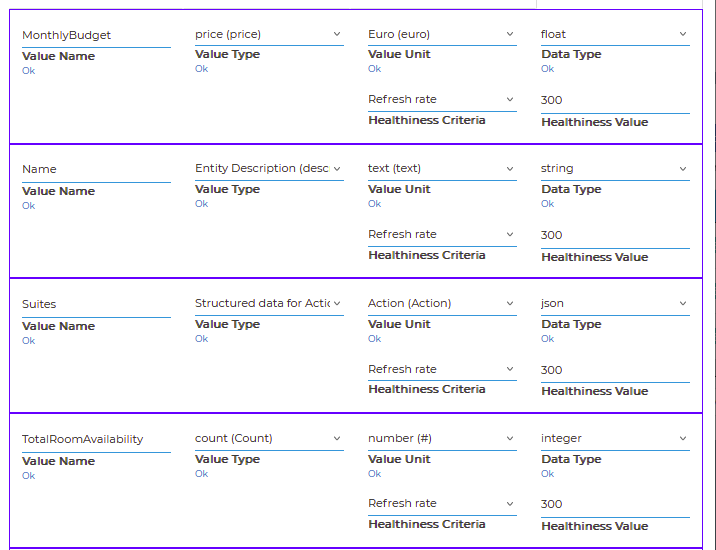 MonthlyBudget price (price) Euro (euro) float
Value Name Value Type Value Unit Data Type
Ok Ok Ok Ok
Refresh rate 300
Healthiness Criteria Healthiness Value
Name Entity Description (desc text (text) string
Value Name Value Type Value Unit Data Type
Ok Ok Ok Ok
Refresh rate 300
Healthiness Criteria Healthiness Value
Suites Structured data for Actic Action (Action) json
Value Name Value Type Value Unit Data Type
Ok Ok Ok Ok
Refresh rate 300
Healthiness Criteria Healthiness Value
TotalRoomAvailability count (Count) number (#) integer
Value Name Value Type Value Unit Data Type
Ok Ok Ok Ok
Refresh rate 300
Healthiness Criteria Healthiness Value